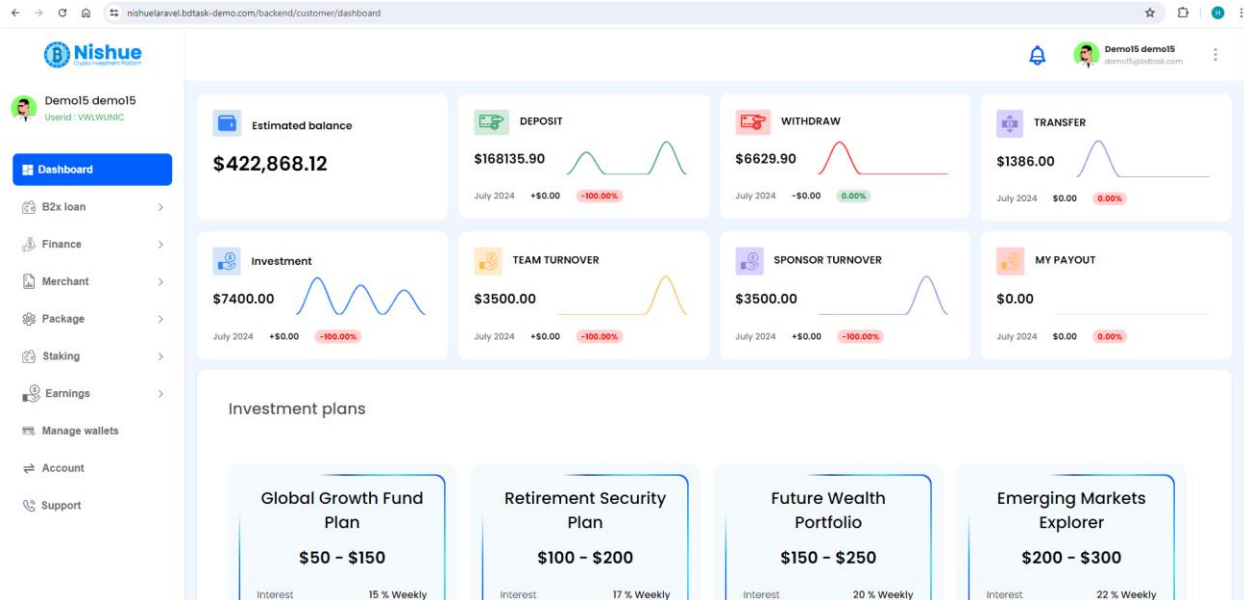 nishuelaravel.bdtask-demo.com/backend/customer/dashboard
H
B Nishue
Crypto Investment Platform
Demo15 demo15
demo15@bdtask.com
Demo15 demo15
Userid : VWLWUNIC
Dashboard
B2x loan
Finance
Merchant
Package
Staking
Earnings
Manage wallets
Account
Support
Estimated balance
$422,868.12
DEPOSIT
$168135.90
July 2024 +$0.00 -100.00%
WITHDRAW
$6629.90
July 2024 -$0.00 0.00%
TRANSFER
$1386.00
July 2024 $0.00 0.00%
Investment
$7400.00
July 2024 +$0.00 -100.00%
TEAM TURNOVER
$3500.00
July 2024 +$0.00 -100.00%
SPONSOR TURNOVER
$3500.00
July 2024 +$0.00 -100.00%
MY PAYOUT
$0.00
July 2024 $0.00 0.00%
Investment plans
Global Growth Fund
Plan
$50 - $150
Interest 15 % Weekly
Retirement Security
Plan
$100 - $200
Interest 17 % Weekly
Future Wealth
Portfolio
$150 - $250
Interest 20 % Weekly
Emerging Markets
Explorer
$200 - $300
Interest 22 % Weekly